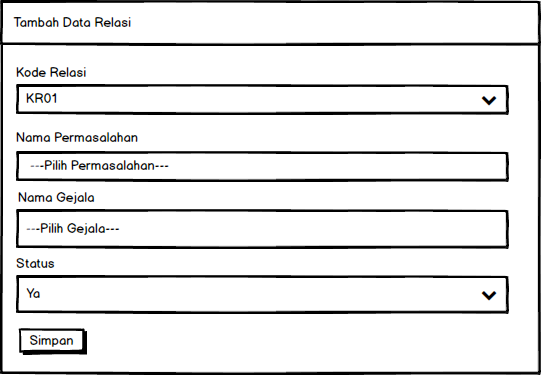 Tambah Data Relasi
Kode Relasi
KR01
Nama Permasalahan
---Pilih Permasalahan---
Nama Gejala
---Pilih Gejala---
Status
Ya
Simpan